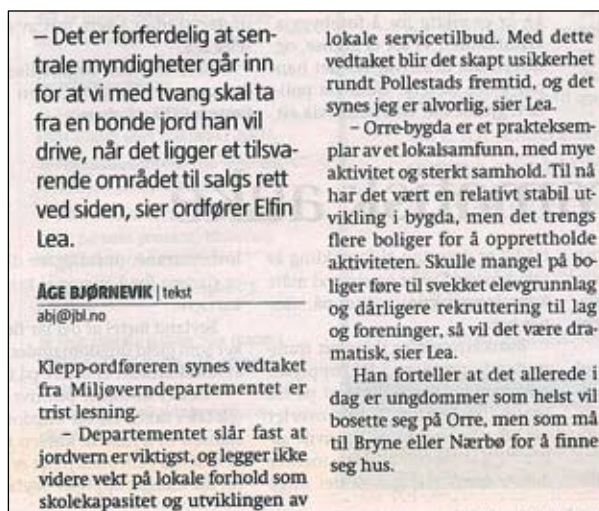 – Det er forferdelig at sen-
trale myndigheter går inn
for at vi med tvang skal ta
fra en bonde jord han vil
drive, når det ligger et tilsva-
rende området til salgs rett
ved siden, sier ordfører Elfin
Lea.
ÅGE BJØRNEVIK | tekst
abj@jbl.no
Klepp-ordføreren synes vedtaket
fra Miljøverndepartementet er
trist lesning.
– Departementet slår fast at
jordvern er viktigst, og legger ikke
videre vekt på lokale forhold som
skolekapasitet og utviklingen av
lokale servicetilbud. Med dette
vedtaket blir det skapt usikkerhet
rundt Pollestads fremtid, og det
synes jeg er alvorlig, sier Lea.
– Orre-bygda er et prakteksem-
plar av et lokalsamfunn, med mye
aktivitet og sterkt samhold. Til nå
har det vært en relativt stabil ut-
vikling i bygda, men det trengs
flere boliger for å opprettholde
aktiviteten. Skulle mangel på bo-
liger føre til svekket elevgrunnlag
og dårligere rekruttering til lag
og foreninger, så vil det være dra-
matisk, sier Lea.
Han forteller at det allerede i
dag er ungdommer som helst vil
bosette seg på Orre, men som må
til Bryne eller Nærbø for å finne
seg hus.